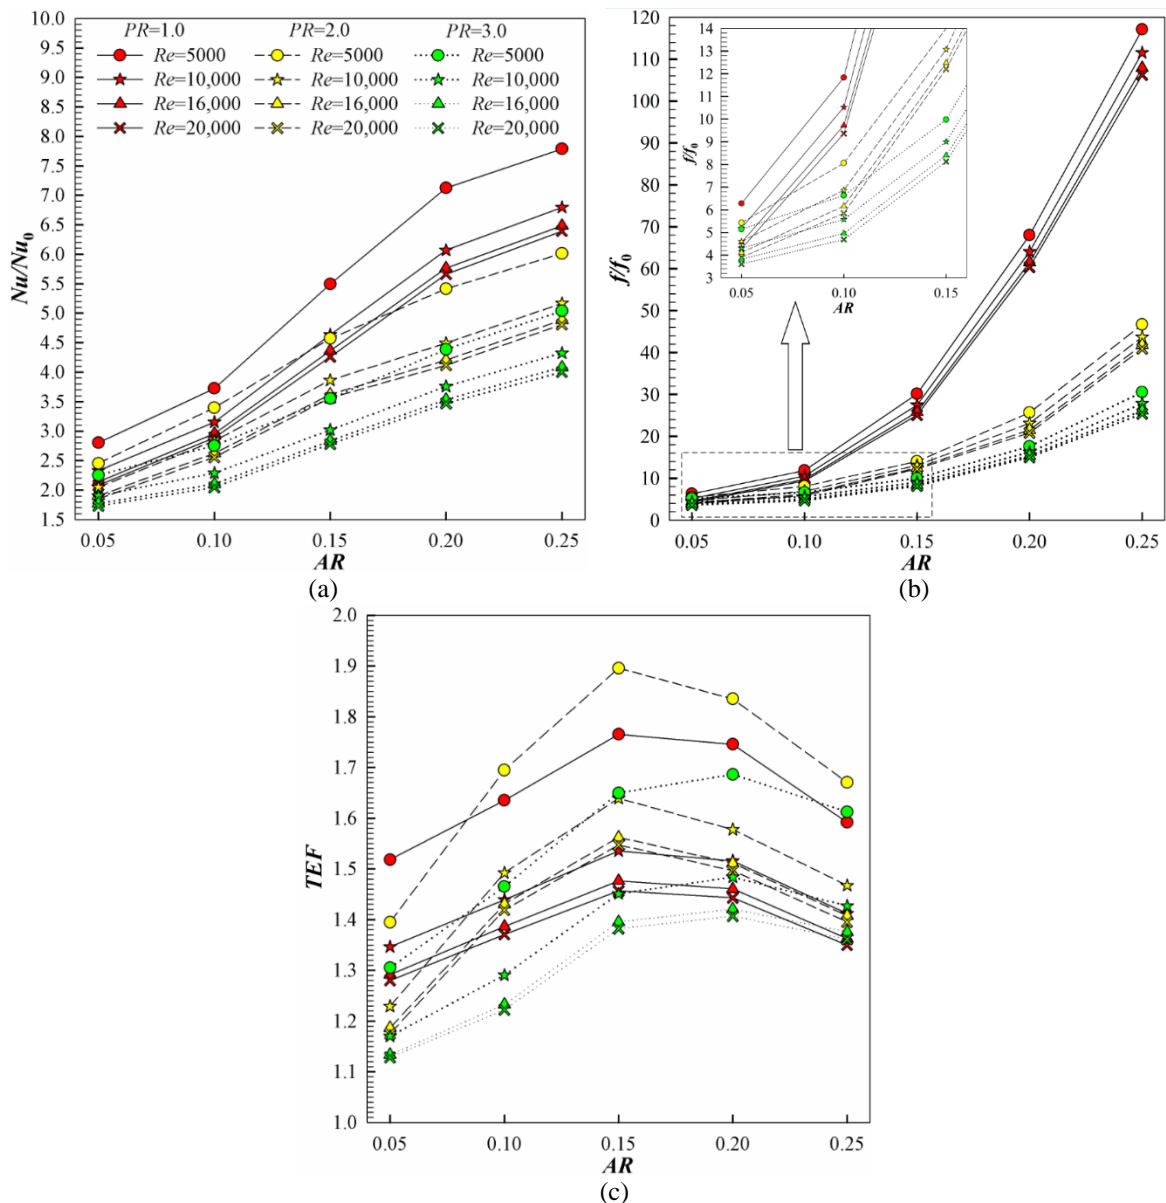 10.0
9.5
9.0
8.5
8.0
7.5
7.0
6.5
6.0
5.5
5.0
4.5
4.0
3.5
3.0
2.5
2.0
1.5
Nu/Nu0
PR=1.0 PR=2.0 PR=3.0
Re=5000 Re=5000 Re=5000
Re=10,000 Re=10,000 Re=10,000
Re=16,000 Re=16,000 Re=16,000
Re=20,000 Re=20,000 Re=20,000
0.05 0.10 0.15 0.20 0.25
AR
(a)
120
110
100
90
80
70
60
50
40
30
20
10
0
f/f0
14
13
12
11
10
9
8
7
6
5
4
3
f/f0
0.05 0.10 0.15
AR
0.05 0.10 0.15 0.20 0.25
AR
(b)
2.0
1.9
1.8
1.7
1.6
1.5
1.4
1.3
1.2
1.1
1.0
TEF
0.05 0.10 0.15 0.20 0.25
AR
(c)